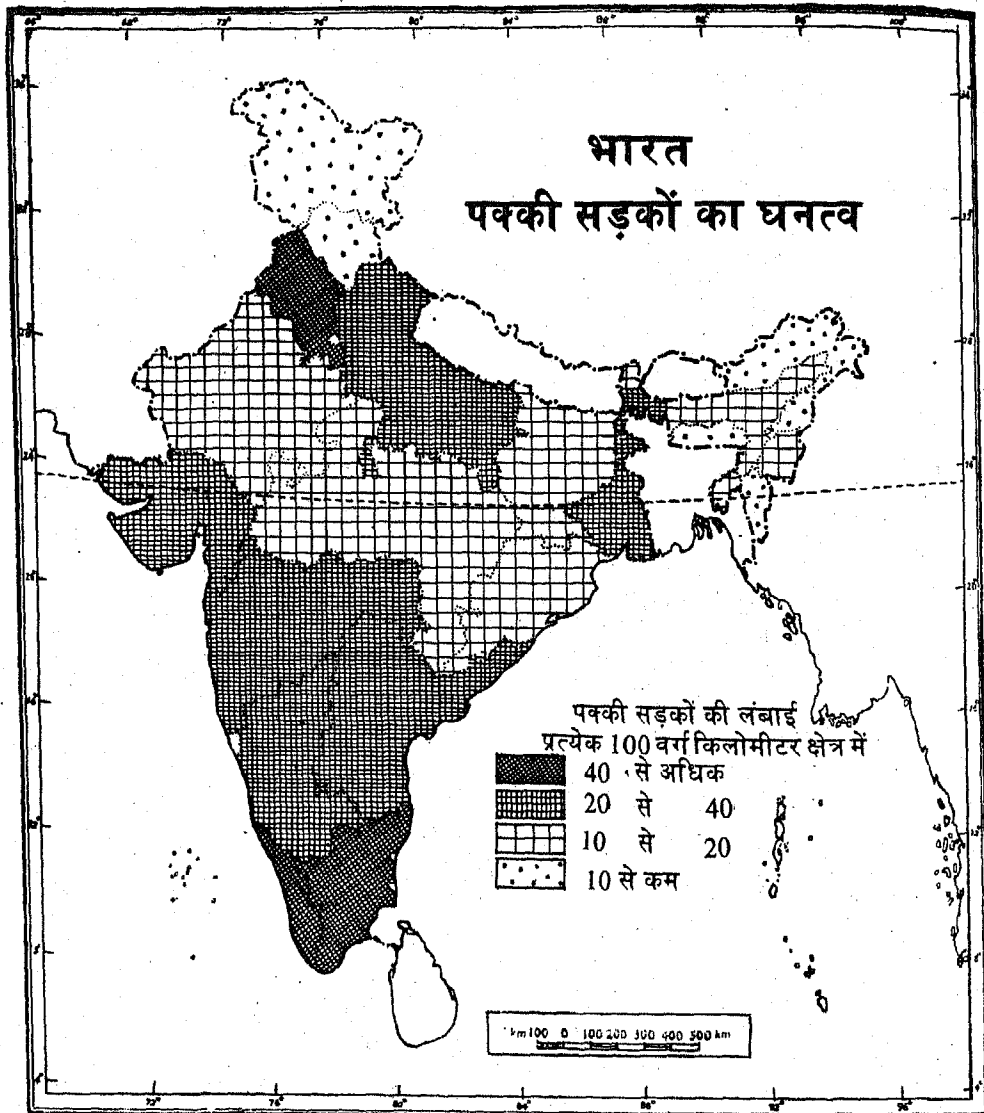 भारत
पक्की सड़कों का घनत्व
पक्की सड़कों की लंबाई
प्रत्येक 100 वर्ग किलोमीटर क्षेत्र में
40 से अधिक
20 से 40
10 से 20
10 से कम
km 100 0 100 200 300 400 500 km